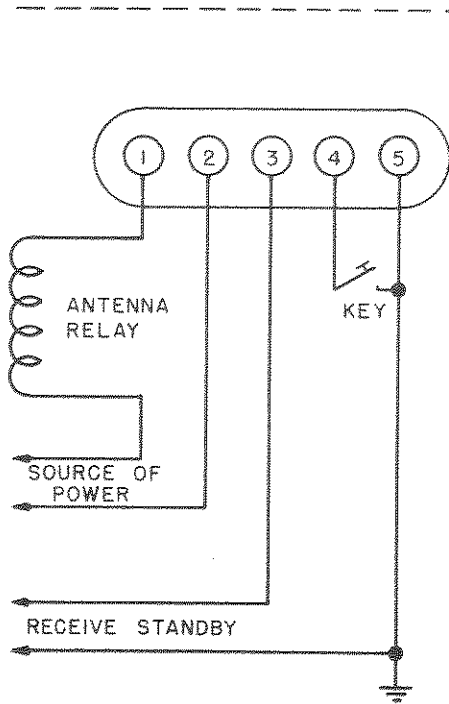 1 2 3 4 5
KEY
ANTENNA
RELAY
SOURCE OF
POWER
RECEIVE STANDBY